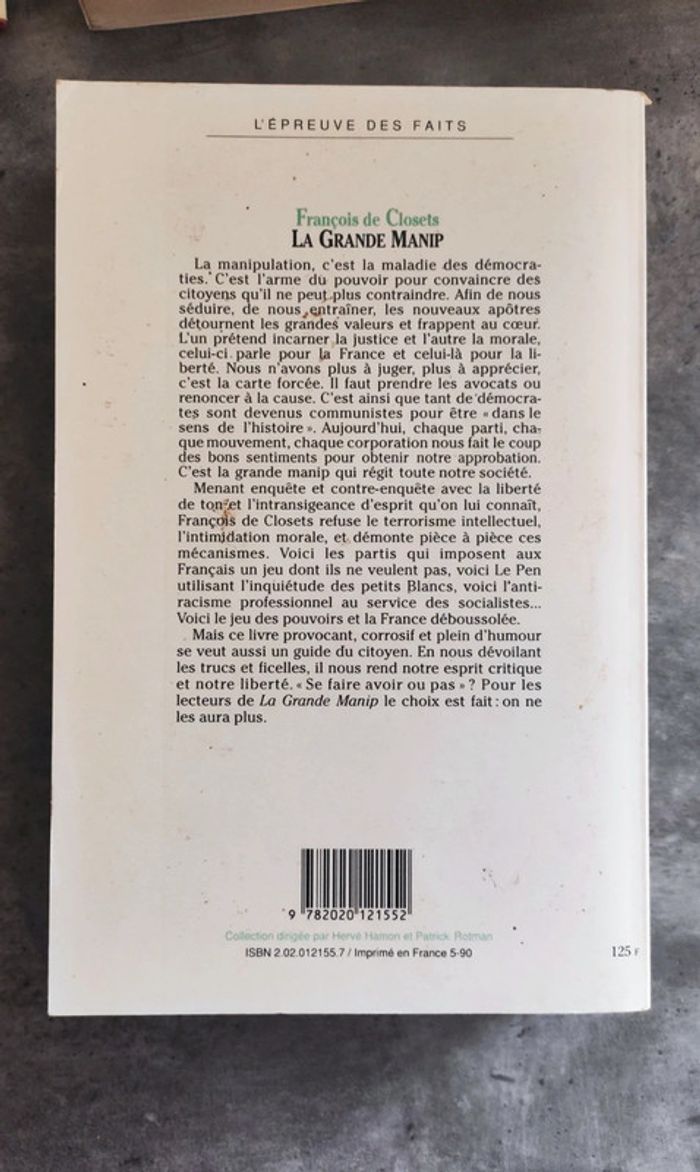 L'ÉPREUVE DES FAITS
François de Closets
LA GRANDE MANIP
La manipulation, c'est la maladie des démocra-
ties. C'est l'arme du pouvoir pour convaincre des
citoyens qu'il ne peut plus contraindre. Afin de nous
séduire, de nous entraîner, les nouveaux apôtres
détournent les grandes valeurs et frappent au cœur.
L'un prétend incarner la justice et l'autre la morale,
celui-ci parle pour la France et celui-là pour la li-
berté. Nous n'avons plus à juger, plus à apprécier,
c'est la carte forcée. Il faut prendre les avocats ou
renoncer à la cause. C'est ainsi que tant de démocra-
tes sont devenus communistes pour être « dans le
sens de l'histoire ». Aujourd'hui, chaque parti, cha-
que mouvement, chaque corporation nous fait le coup
des bons sentiments pour obtenir notre approbation.
C'est la grande manip qui régit toute notre société.
Menant enquête et contre-enquête avec la liberté
de ton et l'intransigeance d'esprit qu'on lui connaît,
François de Closets refuse le terrorisme intellectuel,
l'intimidation morale, et démonte pièce à pièce ces
mécanismes. Voici les partis qui imposent aux
Français un jeu dont ils ne veulent pas, voici Le Pen
utilisant l'inquiétude des petits Blancs, voici l'anti-
racisme professionnel au service des socialistes...
Voici le jeu des pouvoirs et la France déboussolée.
Mais ce livre provocant, corrosif et plein d'humour
se veut aussi un guide du citoyen. En nous dévoilant
les trucs et ficelles, il nous rend notre esprit critique
et notre liberté. « Se faire avoir ou pas » ? Pour les
lecteurs de La Grande Manip le choix est fait : on ne
les aura plus.
9 782020 121552
Collection dirigée par Hervé Hamon et Patrick Rotman
ISBN 2.02.012155.7 / Imprimé en France 5-90
125 F